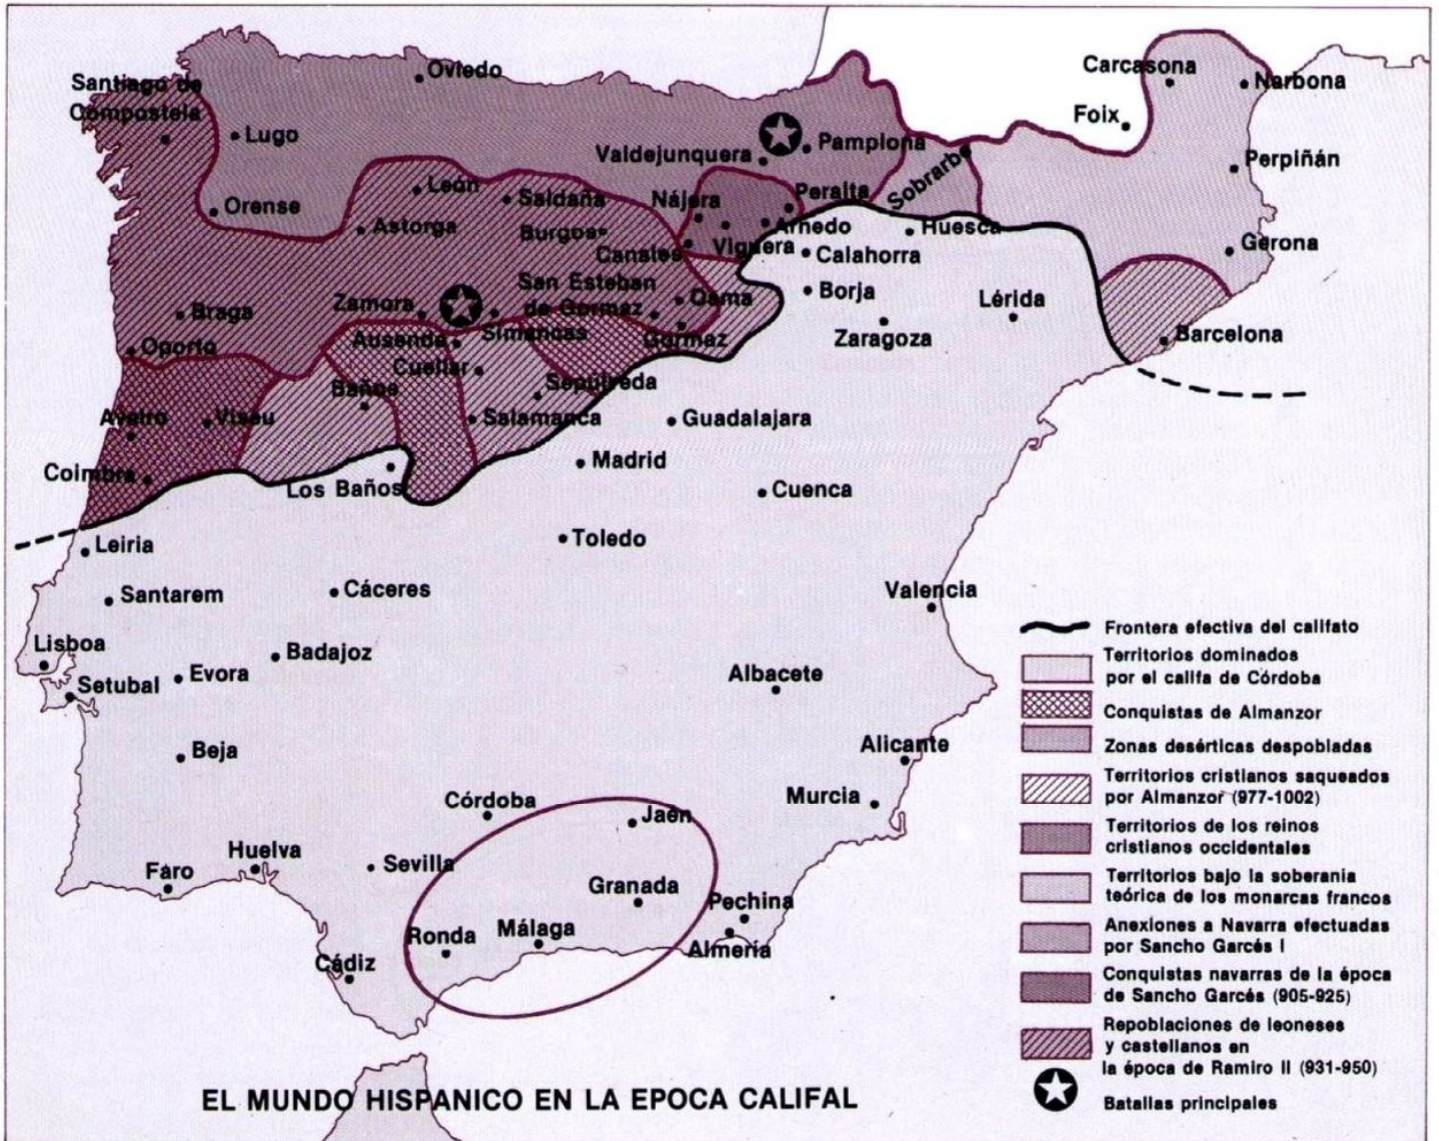 Carcasona
Narbona
Oviedo
Santiago de
Compostela
Foix
Lugo
Pamplona
Valdejunquera
Perpiñán
Sobrarbe
León
Saldaña
Nájera
Peralta
Orense
Astorga
Burgos
Arnedo
Huesca
Canales
Viguera
Calahorra
Gerona
San Esteban
de Gormaz
Osma
Borja
Lérida
Braga
Zamora
Simancas
Gormaz
Zaragoza
Barcelona
Oporto
Ausenda
Cuellar
Baños
Sepulreda
Aveiro
Viseu
Salamanca
Guadalajara
Coimbra
Madrid
Los Baños
Cuenca
Leiria
Toledo
Santarem
Cáceres
Valencia
Lisboa
Badajoz
Evora
Setubal
Albacete
Beja
Alicante
Murcia
Córdoba
Jaén
Huelva
Sevilla
Faro
Granada
Pechina
Ronda
Málaga
Almería
Cádiz
Frontera efectiva del califato
Territorios dominados
por el califa de Córdoba
Conquistas de Almanzor
Zonas desérticas despobladas
Territorios cristianos saqueados
por Almanzor (977-1002)
Territorios de los reinos
cristianos occidentales
Territorios bajo la soberania
teórica de los monarcas francos
Anexiones a Navarra efectuadas
por Sancho Garcés I
Conquistas navarras de la época
de Sancho Garcés (905-925)
Repoblaciones de leoneses
y castellanos en
la época de Ramiro II (931-950)
Batallas principales
EL MUNDO HISPANICO EN LA EPOCA CALIFAL